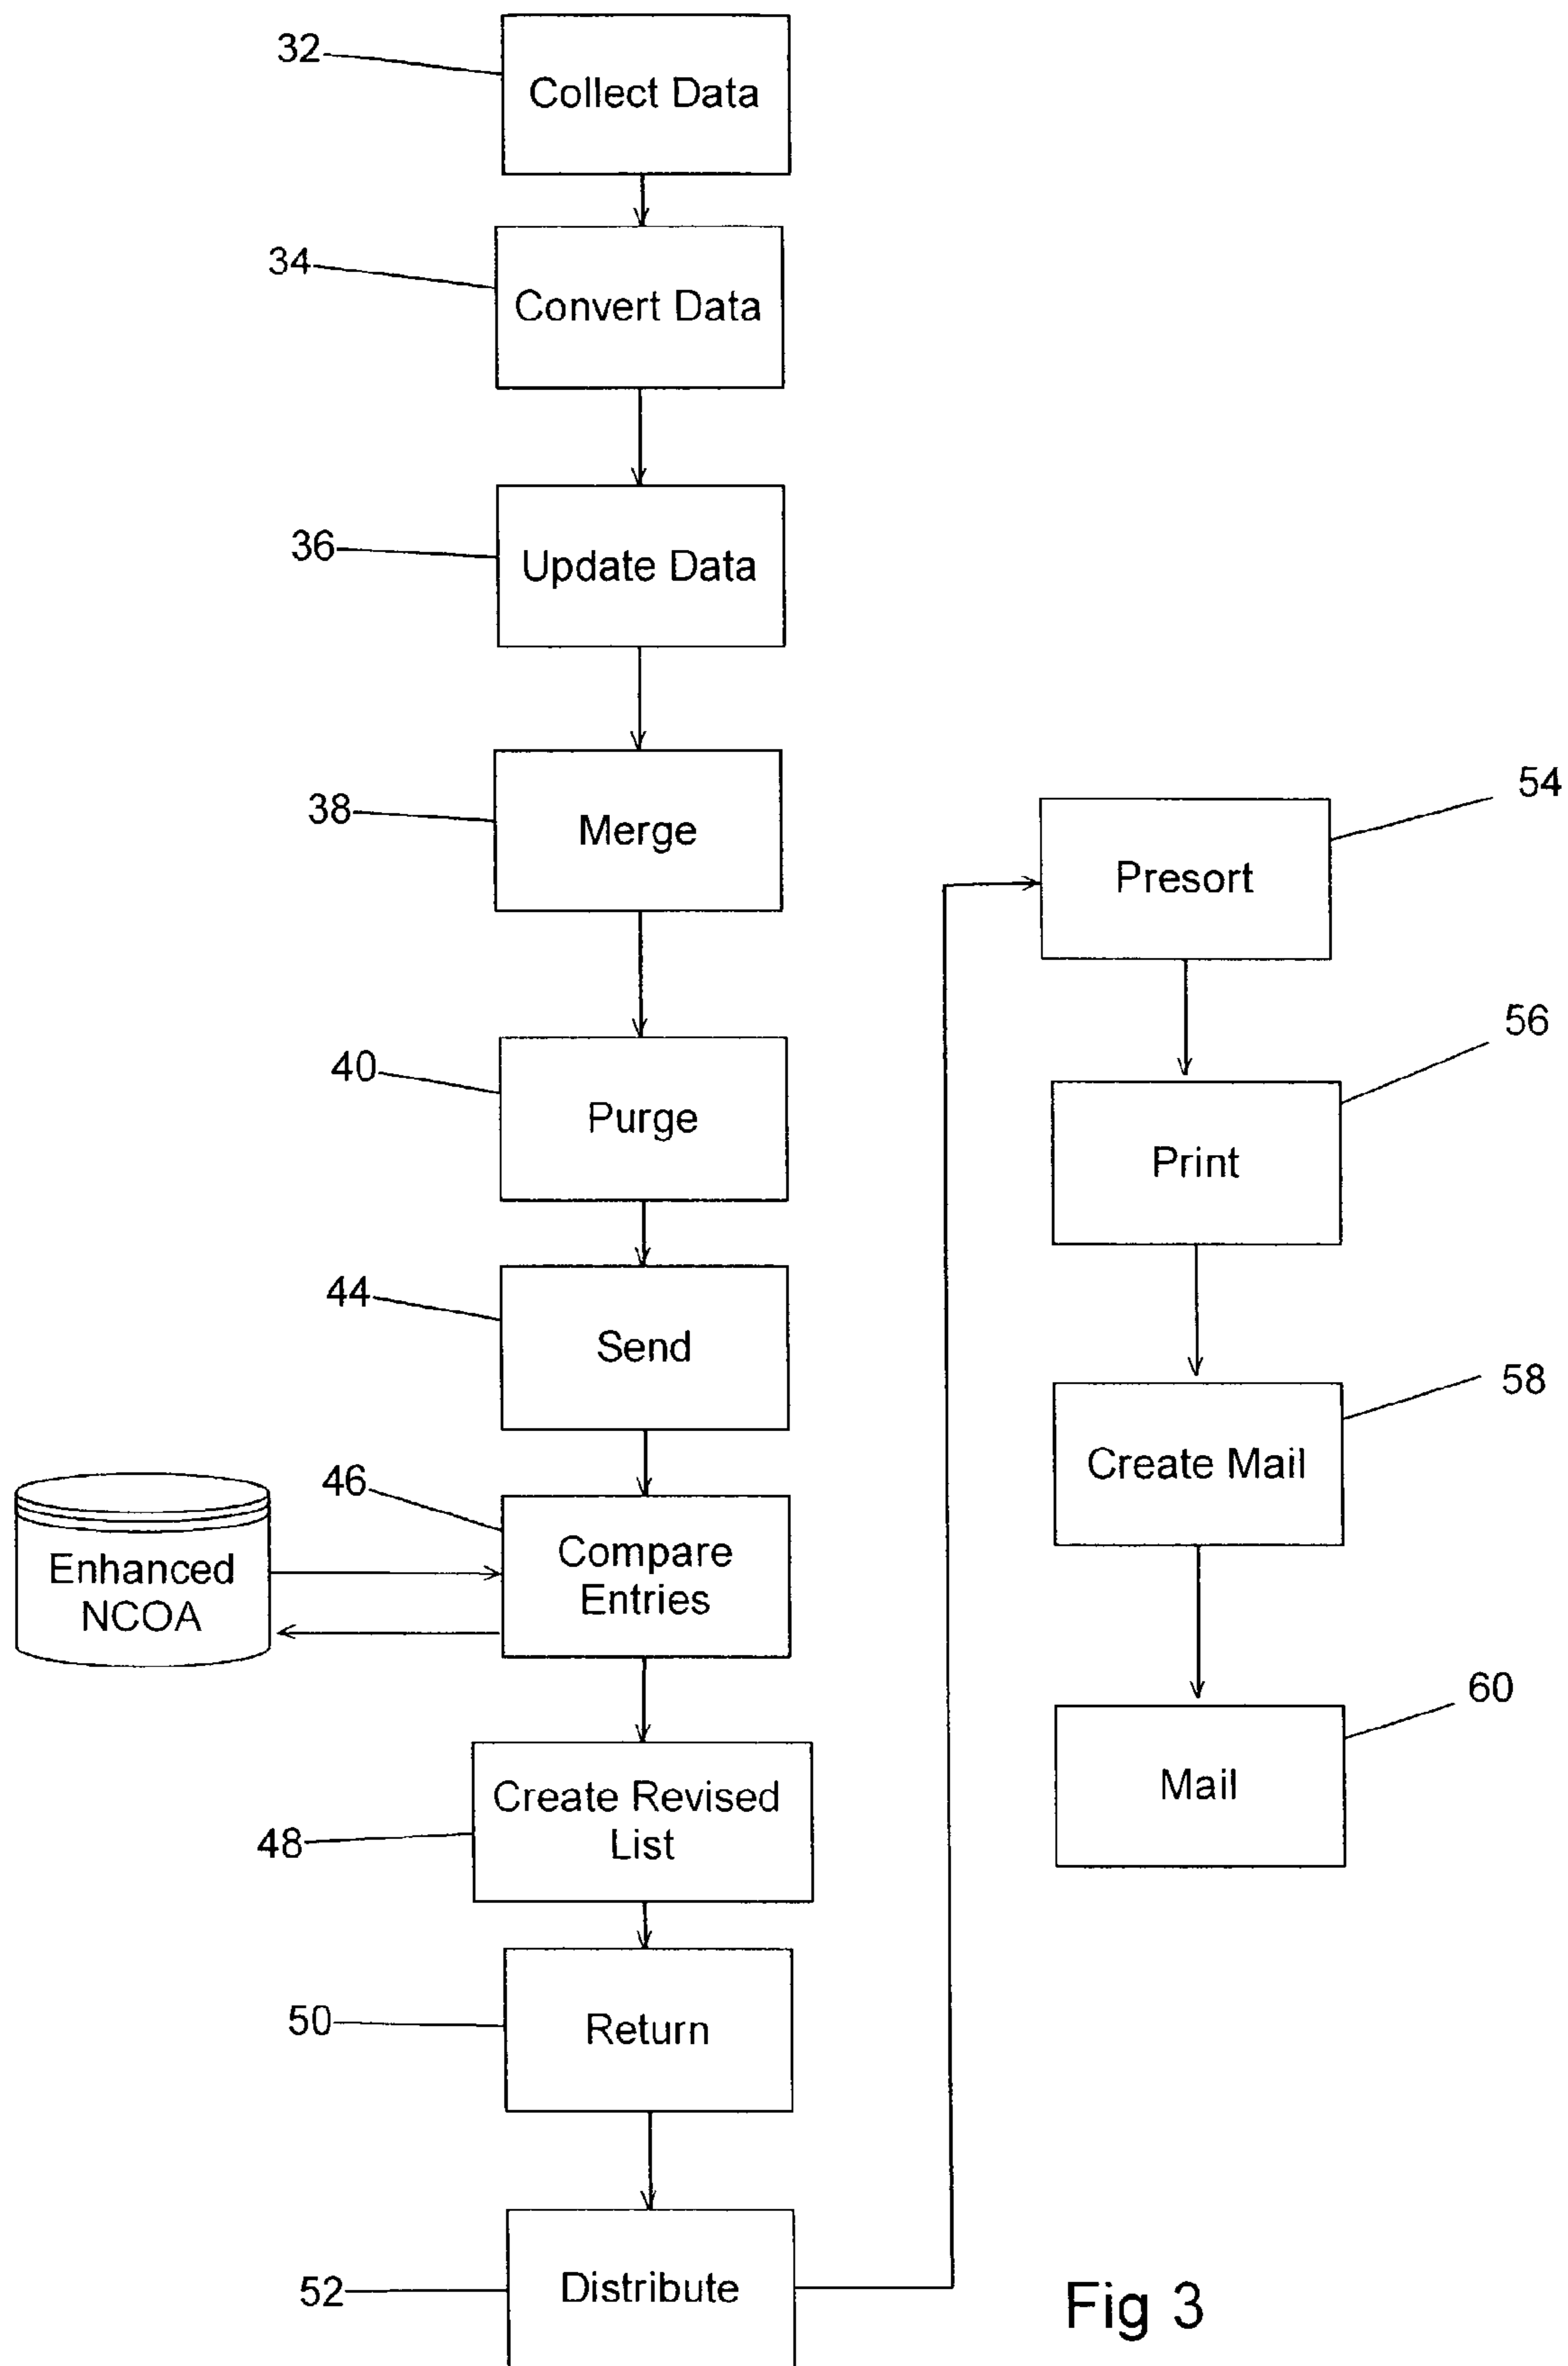 32
Collect Data
34
Convert Data
36
Update Data
38
Merge
40
Purge
44
Send
46
Compare
Entries
Enhanced
NCOA
48
Create Revised
List
50
Return
52
Distribute
54
Presort
56
Print
58
Create Mail
60
Mail
Fig 3